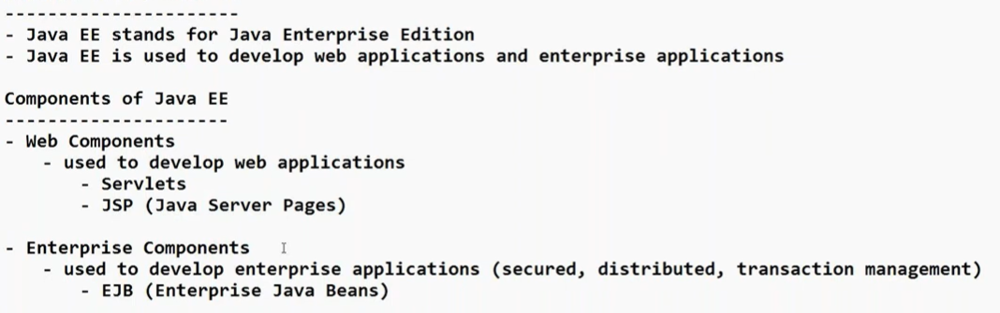 ----------------------
- Java EE stands for Java Enterprise Edition
- Java EE is used to develop web applications and enterprise applications
Components of Java EE
---------------------
- Web Components
- used to develop web applications
- Servlets
- JSP (Java Server Pages)
- Enterprise Components
- used to develop enterprise applications (secured, distributed, transaction management)
- EJB (Enterprise Java Beans)